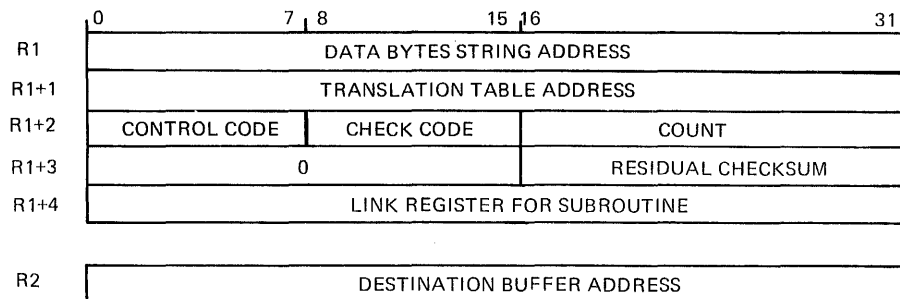 0 7 8 15 16 31
R1 DATA BYTES STRING ADDRESS
R1+1 TRANSLATION TABLE ADDRESS
R1+2 CONTROL CODE CHECK CODE COUNT
R1+3 0 RESIDUAL CHECKSUM
R1+4 LINK REGISTER FOR SUBROUTINE
R2 DESTINATION BUFFER ADDRESS